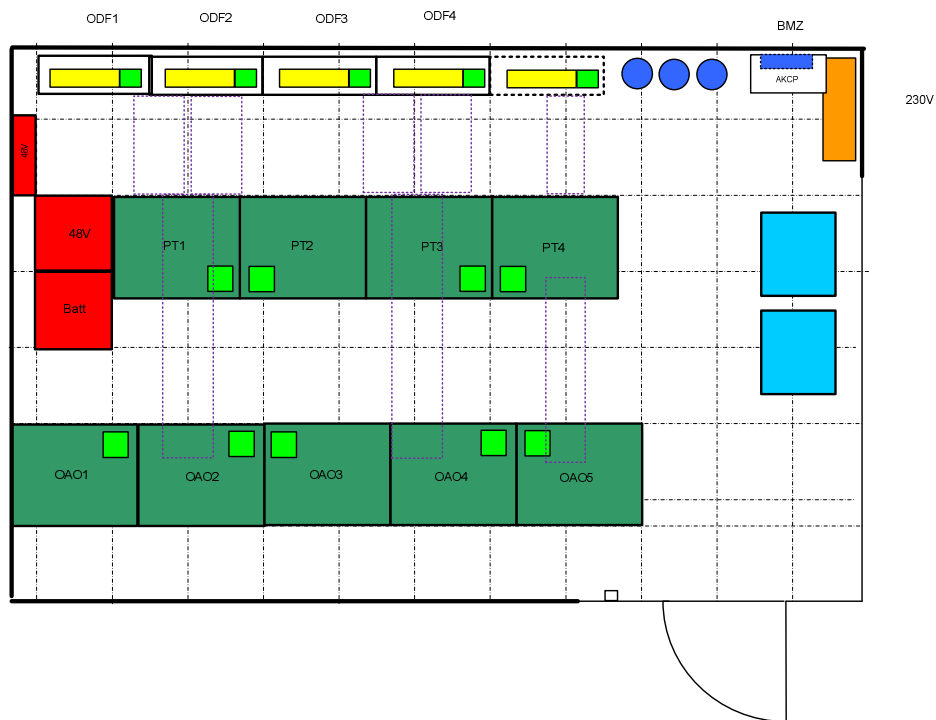 ODF1
ODF2
ODF3
ODF4
BMZ
AKCP
230V
48V
48V
PT1
PT2
PT3
PT4
Batt
OAO1
OAO2
OAO3
OAO4
OAO5